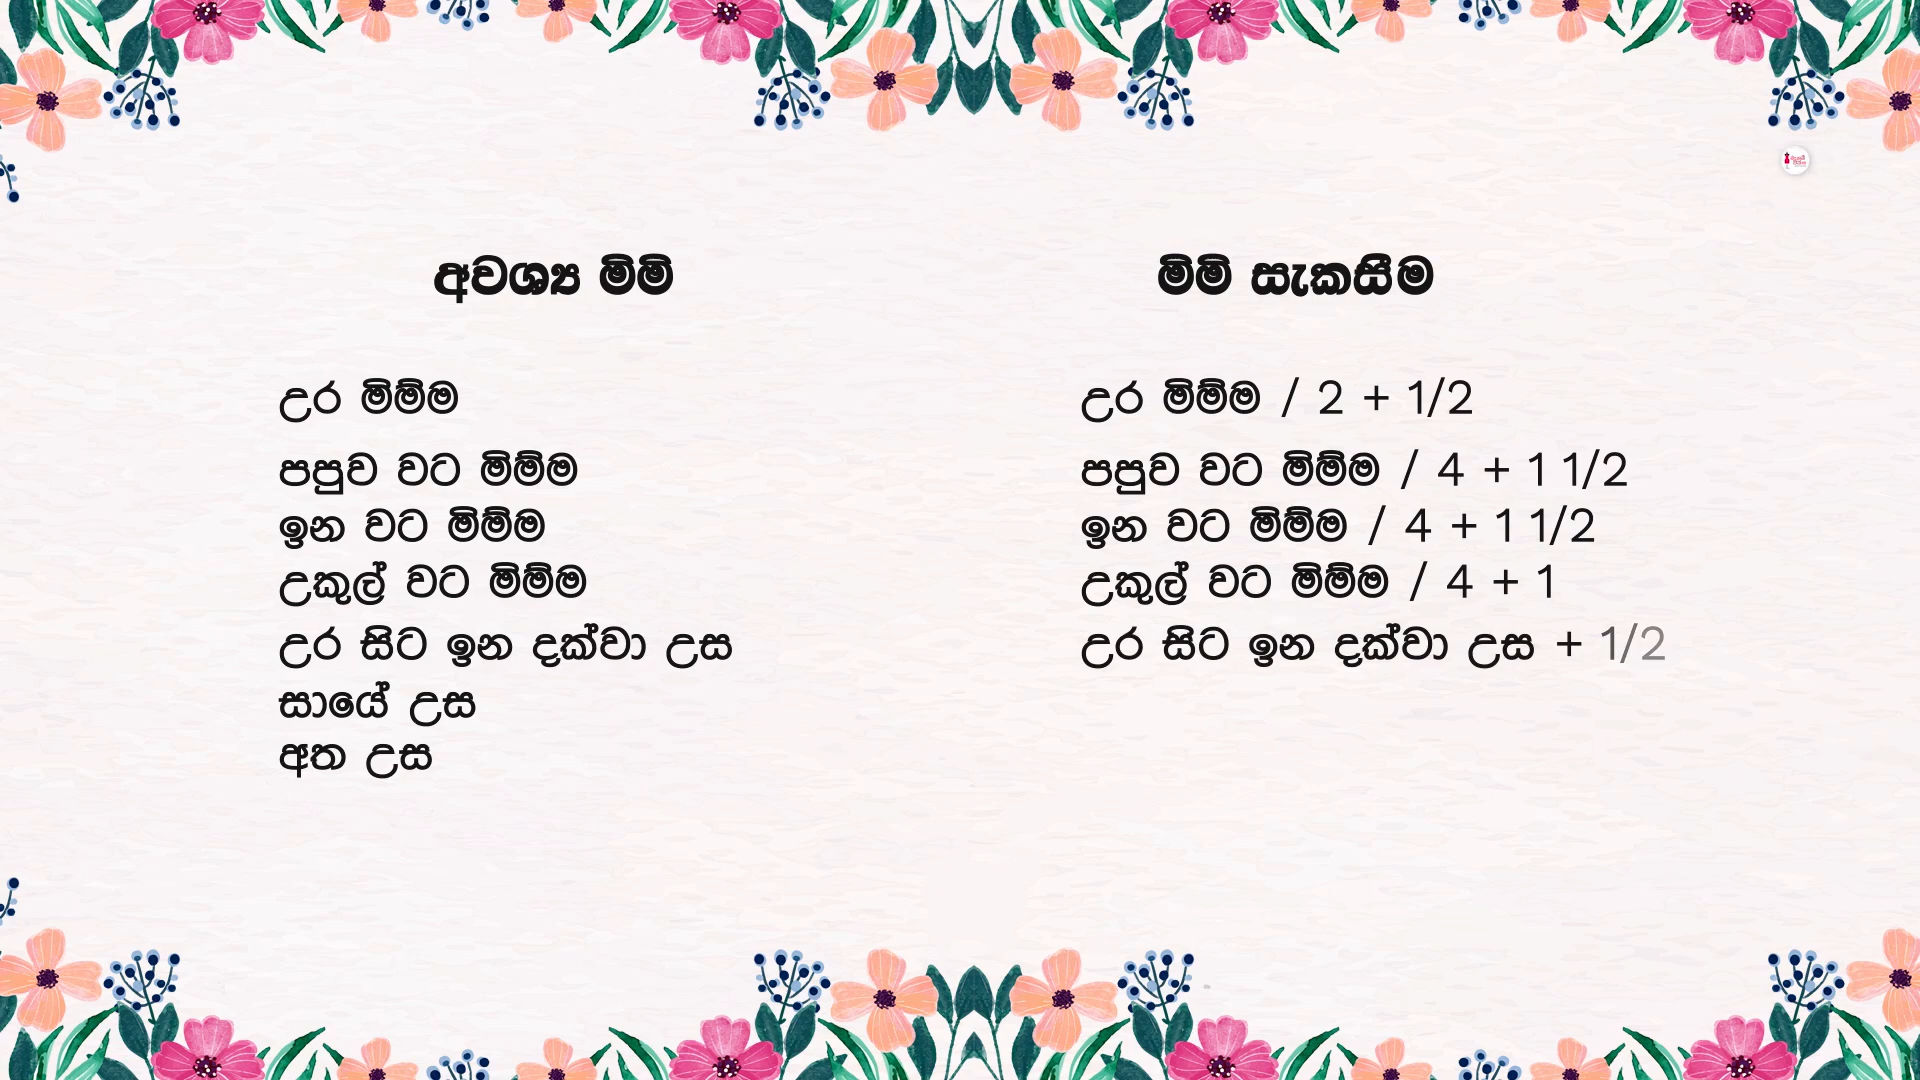 අවශ්‍ය මිමි
උර මිම්ම
පපුව වට මිම්ම
ඉන වට මිම්ම
උකුල් වට මිම්ම
උර සිට ඉන දක්වා උස
සායේ උස
අත උස
මිමි සැකසීම
උර මිම්ම / 2 + 1/2
පපුව වට මිම්ම / 4 + 1 1/2
ඉන වට මිම්ම / 4 + 1 1/2
උකුල් වට මිම්ම / 4 + 1
උර සිට ඉන දක්වා උස + 1/2